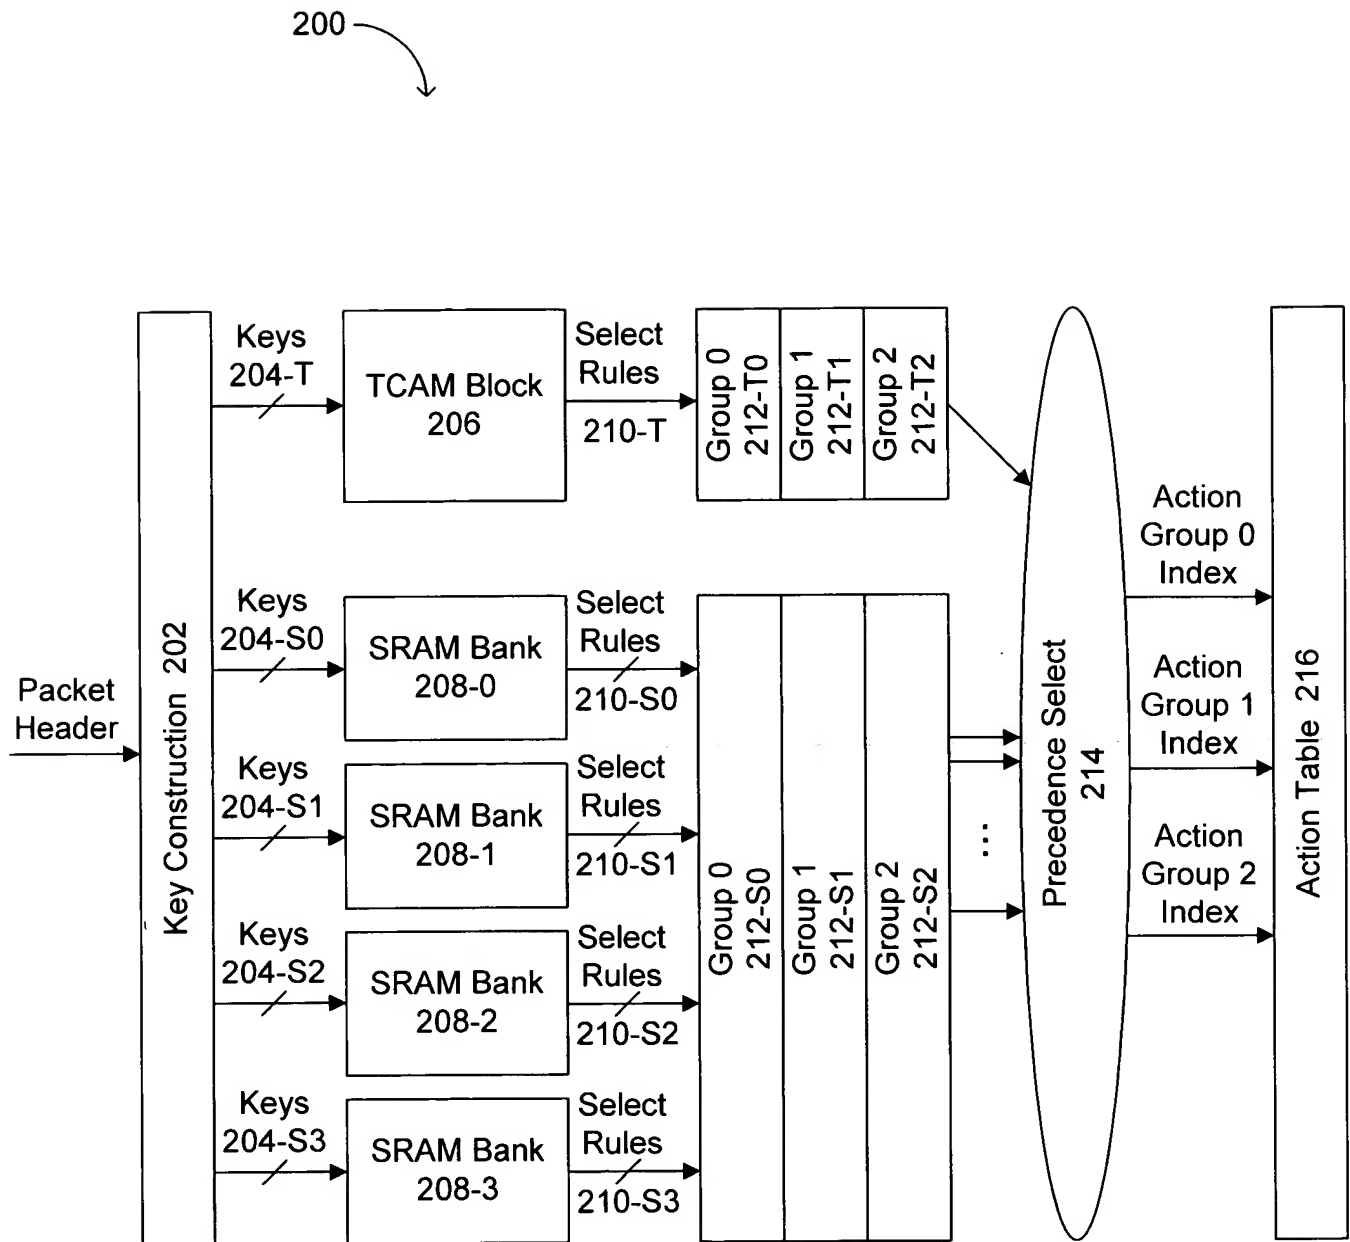 200
Packet
Header
Key Construction 202
Keys
204-T
TCAM Block
206
Select
Rules
210-T
Group 0
212-T0
Group 1
212-T1
Group 2
212-T2
Keys
204-S0
SRAM Bank
208-0
Select
Rules
210-S0
Keys
204-S1
SRAM Bank
208-1
Select
Rules
210-S1
Keys
204-S2
SRAM Bank
208-2
Select
Rules
210-S2
Keys
204-S3
SRAM Bank
208-3
Select
Rules
210-S3
Group 0
212-S0
Group 1
212-S1
Group 2
212-S2
...
Precedence Select
214
Action
Group 0
Index
Action
Group 1
Index
Action
Group 2
Index
Action Table 216